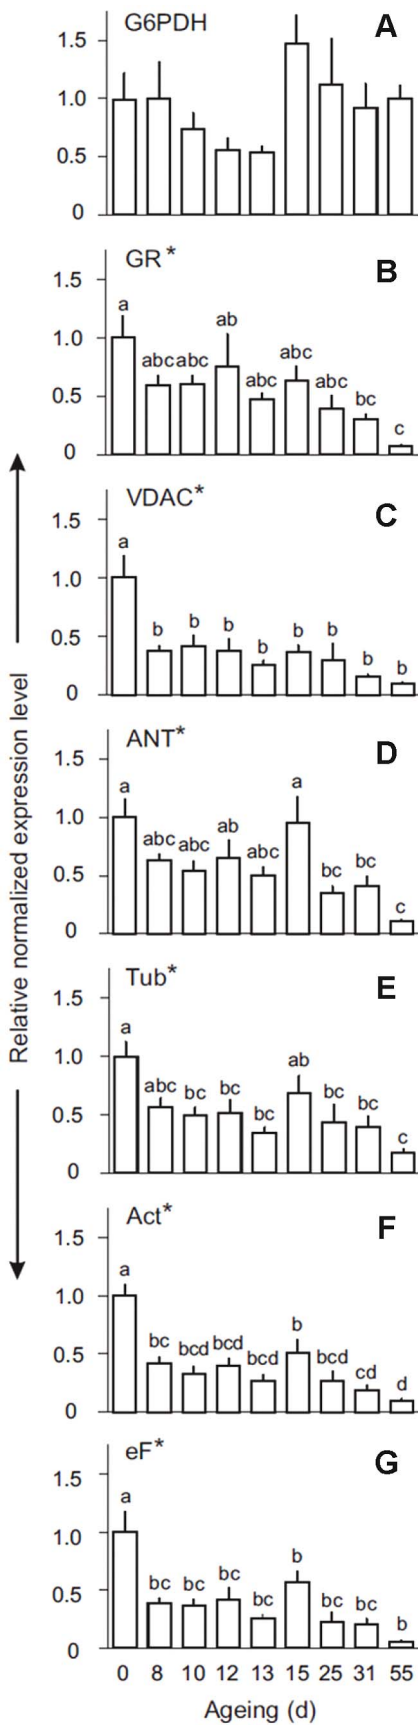 G6PDH A
1.5
1.0
0.5
0
GR* B
1.5
a
ab
1.0
abc abc abc
abc abc
0.5
bc
c
0
VDAC* C
1.5
a
1.0
b b b b b b
0.5
b b
0
ANT* D
1.5
a a
1.0
abc abc ab abc
bc bc
0.5
c
0
Tub* E
1.5
a
1.0
ab
abc bc bc bc bc
bc
0.5
c
0
Act* F
1.5
a
1.0
b
bc bcd bcd bcd bcd
0.5
cd d
0
eF* G
1.5
a
1.0
b
bc bc bc bc bc bc
0.5
b
0
0 8 10 12 13 15 25 31 55
Ageing (d)
Relative normalized expression level